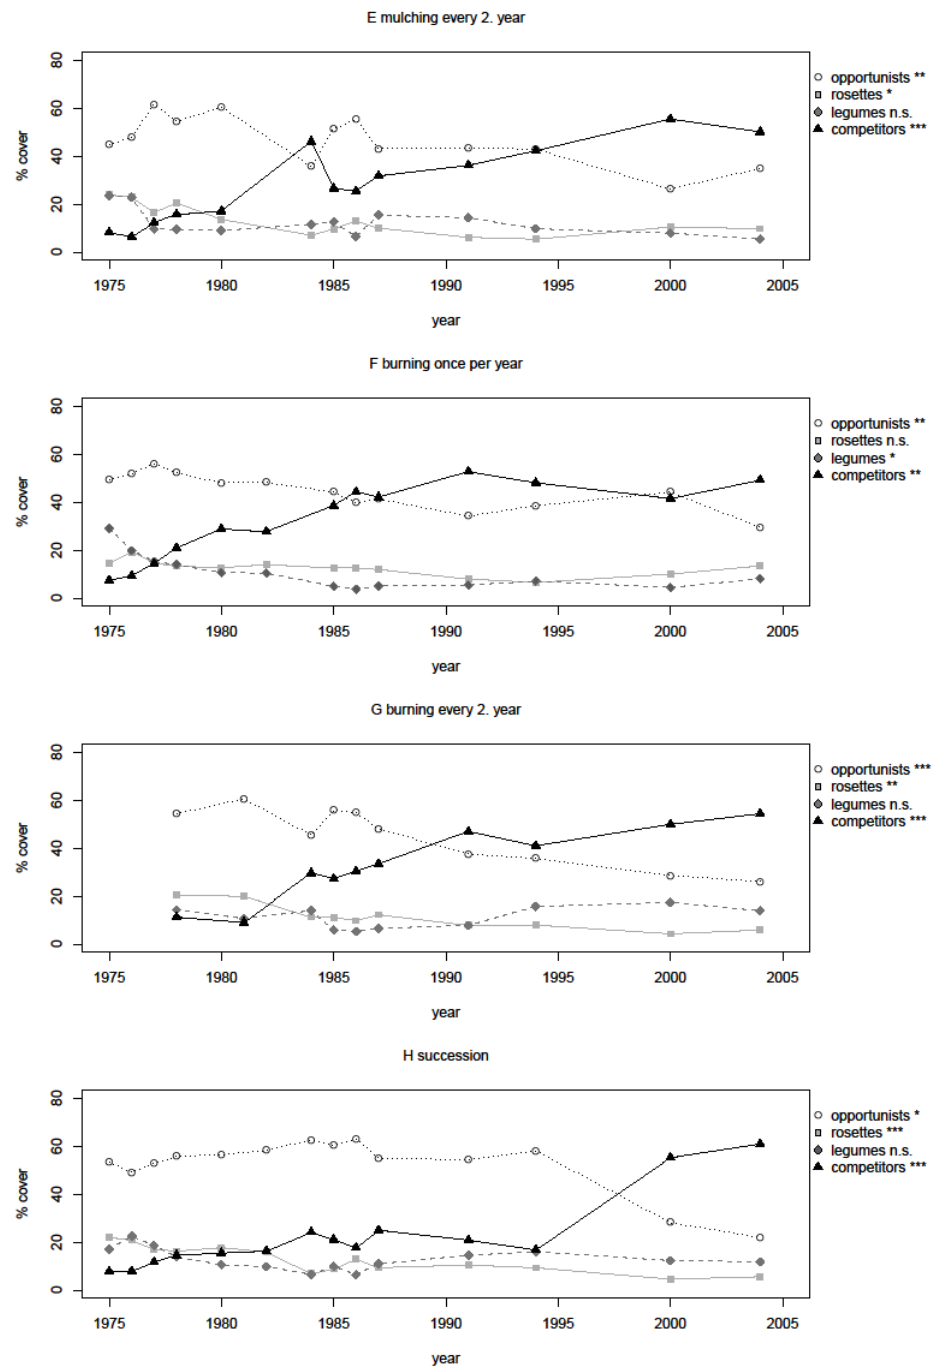 E mulching every 2. year
80
60
40
20
0
% cover
1975 1980 1985 1990 1995 2000 2005
year
opportunists **
rosettes *
legumes n.s.
competitors ***
F burning once per year
80
60
40
20
0
% cover
1975 1980 1985 1990 1995 2000 2005
year
opportunists **
rosettes n.s.
legumes *
competitors **
G burning every 2. year
80
60
40
20
0
% cover
1975 1980 1985 1990 1995 2000 2005
year
opportunists ***
rosettes **
legumes n.s.
competitors ***
H succession
80
60
40
20
0
% cover
1975 1980 1985 1990 1995 2000 2005
year
opportunists *
rosettes ***
legumes n.s.
competitors ***